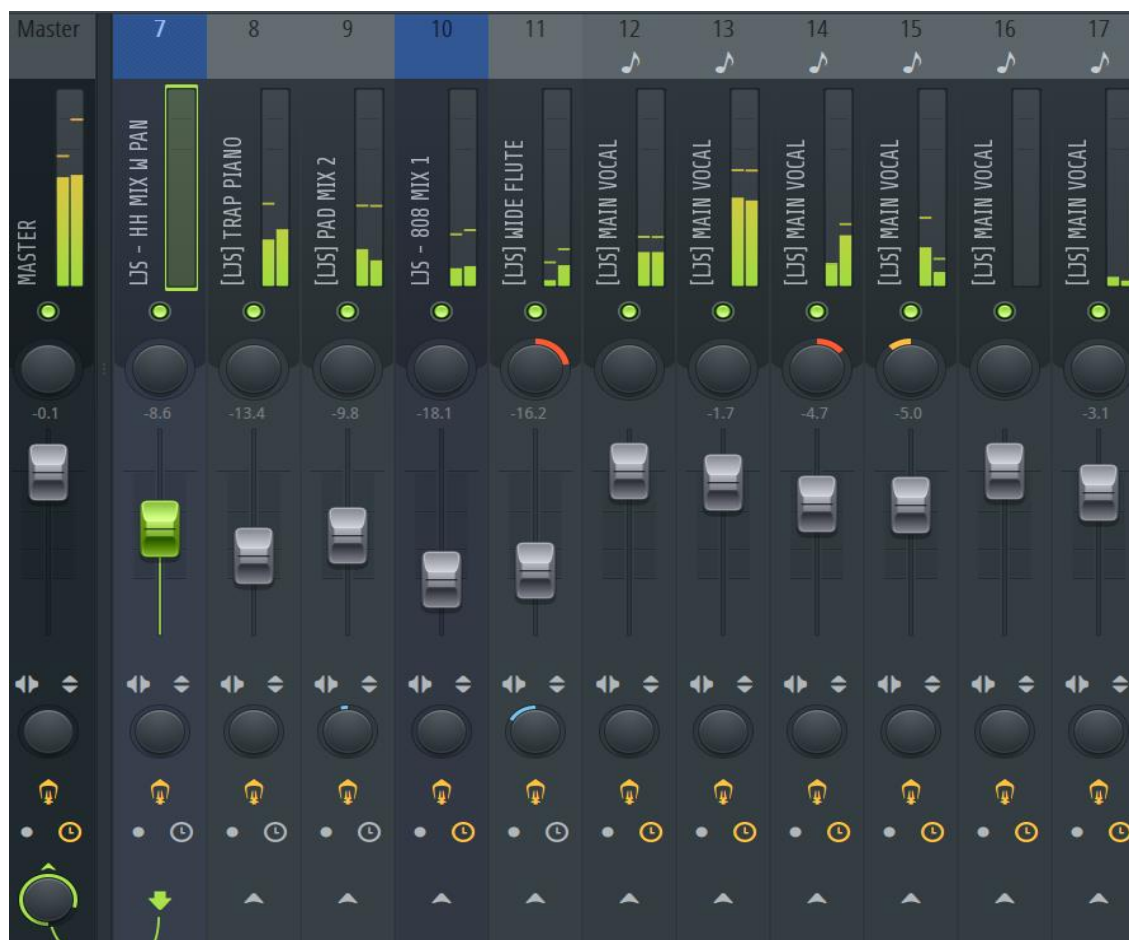 Master
7
8
9
10
11
12
13
14
15
16
17
MASTER
LJS - HH MIX W PAN
[LJS] TRAP PIANO
[LJS] PAD MIX 2
LJS - 808 MIX 1
[LJS] WIDE FLUTE
[LJS] MAIN VOCAL
[LJS] MAIN VOCAL
[LJS] MAIN VOCAL
[LJS] MAIN VOCAL
[LJS] MAIN VOCAL
[LJS] MAIN VOCAL
-0.1
-8.6
-13.4
-9.8
-18.1
-16.2
-1.7
-4.7
-5.0
-3.1